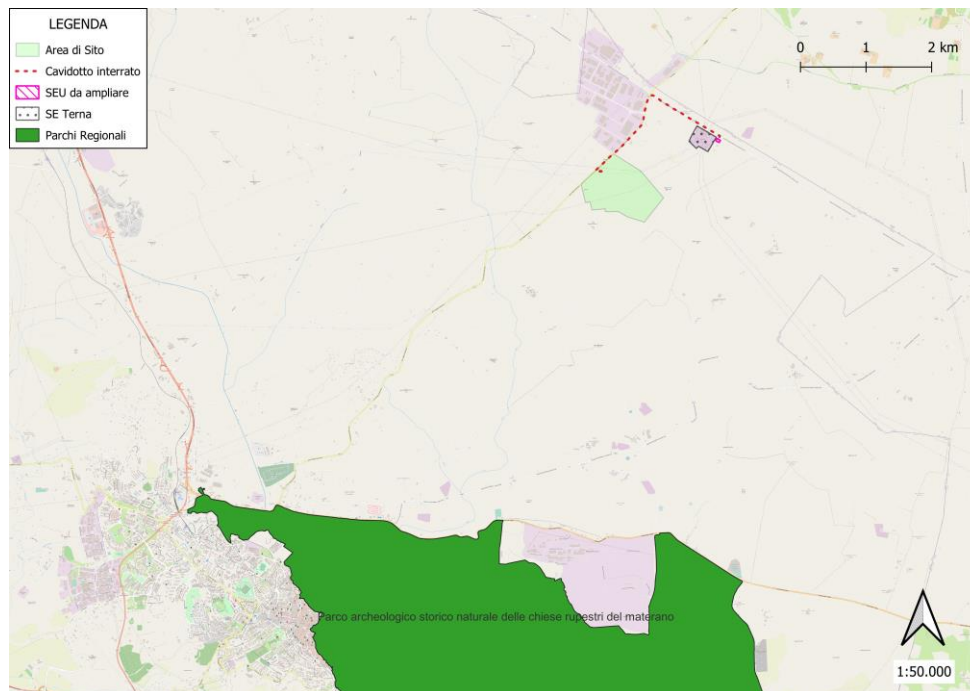 LEGENDA
Area di Sito
Cavidotto interrato
SEU da ampliare
SE Terna
Parchi Regionali
0 1 2 km
Parco archeologico storico naturale delle chiese rupestri del materano
1:50.000